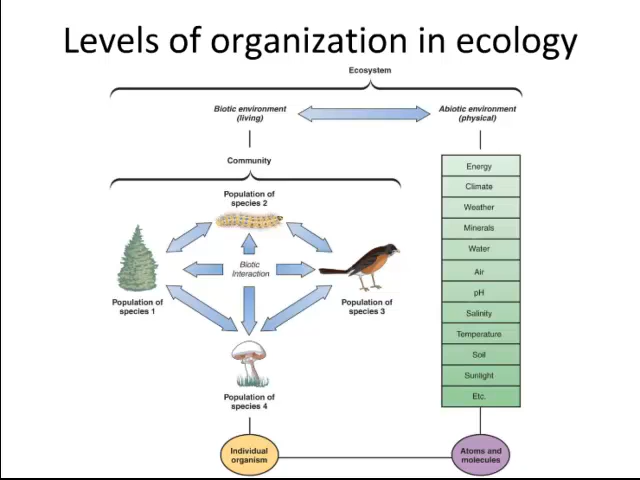 Levels of organization in ecology
Ecosystem
Biotic environment
(living)
Abiotic environment
(physical)
Community
Population of
species 2
Biotic
Interaction
Population of
species 1
Population of
species 3
Population of
species 4
Energy
Climate
Weather
Minerals
Water
Air
pH
Salinity
Temperature
Soil
Sunlight
Etc.
Individual
organism
Atoms and
molecules